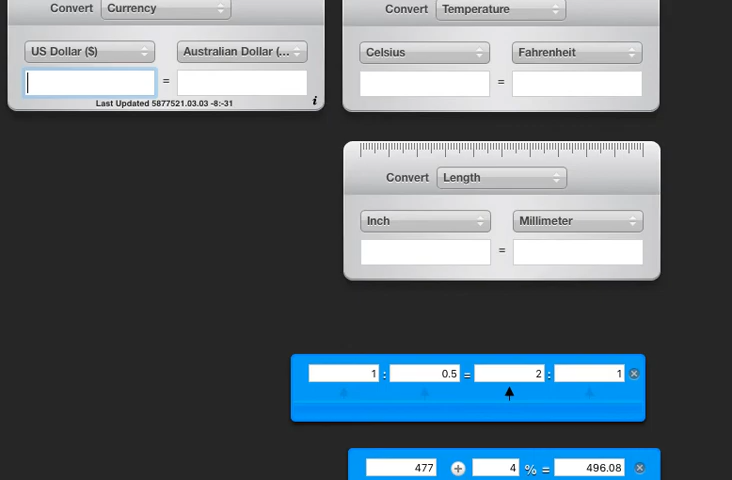 Convert Currency
US Dollar ($) Australian Dollar (...
=
Last Updated 5877521.03.03 -8:-31 i
Convert Temperature
Celsius Fahrenheit
=
Convert Length
Inch Millimeter
=
1 : 0.5 = 2 : 1
477 + 4 % = 496.08